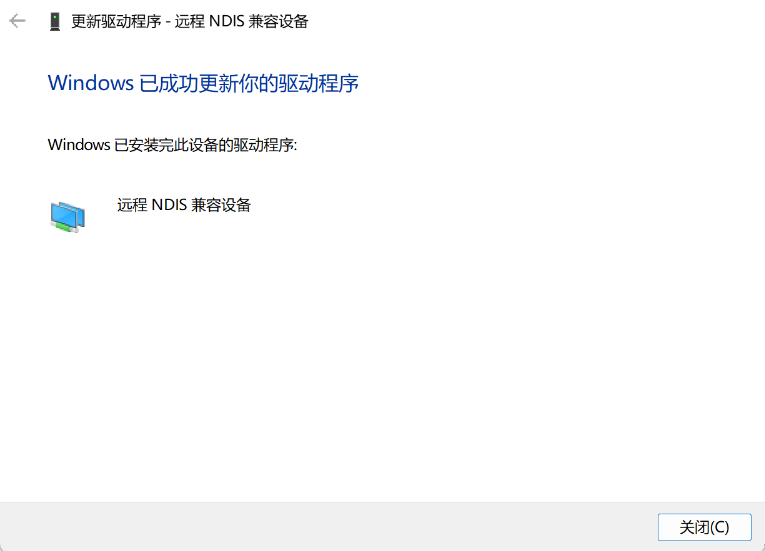 更新驱动程序 - 远程 NDIS 兼容设备
Windows 已成功更新你的驱动程序
Windows 已安装完此设备的驱动程序:
远程 NDIS 兼容设备
关闭(C)